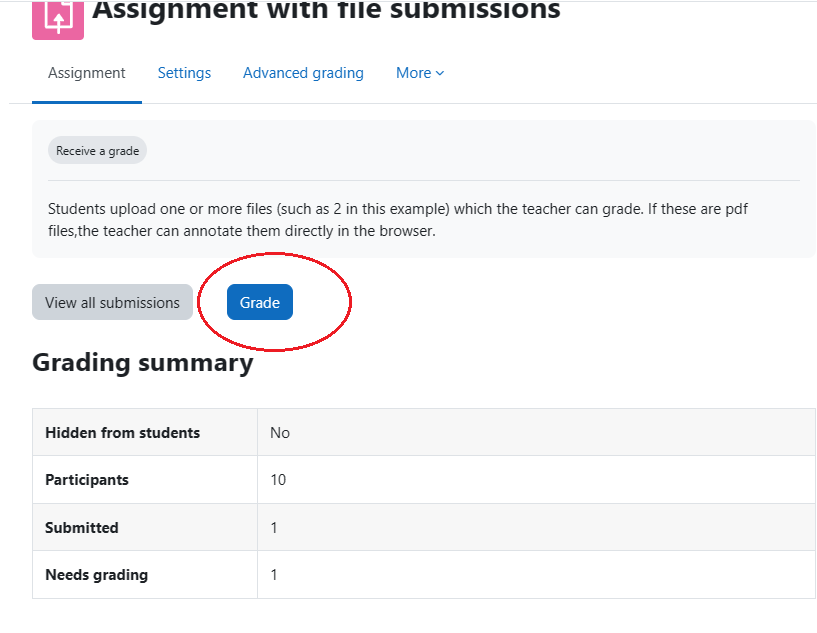 Assignment with file submissions
Assignment Settings Advanced grading More
Receive a grade
Students upload one or more files (such as 2 in this example) which the teacher can grade. If these are pdf
files,the teacher can annotate them directly in the browser.
View all submissions Grade
Grading summary
Hidden from students No
Participants 10
Submitted 1
Needs grading 1